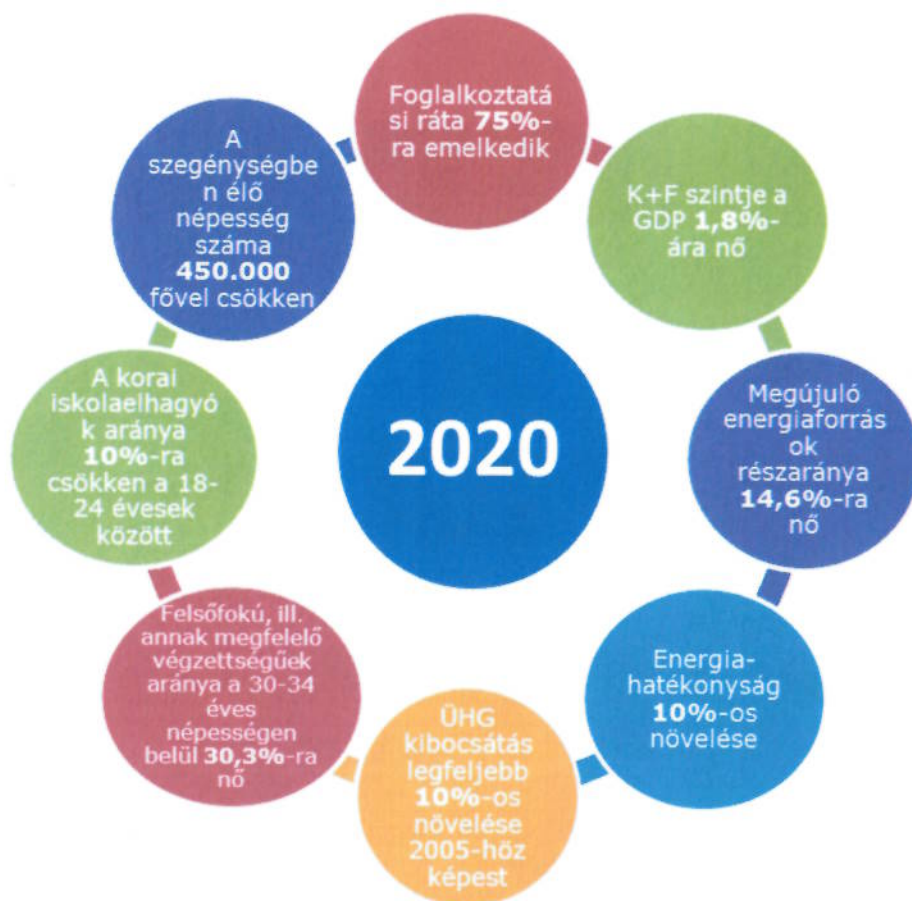 Foglalkoztatá
si ráta 75%-
ra emelkedik
K+F szintje a
GDP 1,8%-
ára nő
Megújuló
energiaforrás
ok
részaránya
14,6%-ra
nő
Energia-
hatékonyság
10%-os
növelése
ÜHG
kibocsátás
legfeljebb
10%-os
növelése
2005-höz
képest
Felsőfokú, ill.
annak megfelelő
végzettségűek
aránya a 30-34
éves
népességen
belül 30,3%-ra
nő
A korai
iskolaelhagyó
k aránya
10%-ra
csökken a 18-
24 évesek
között
A
szegénységbe
n élő
népesség
száma
450.000
fővel csökken
2020